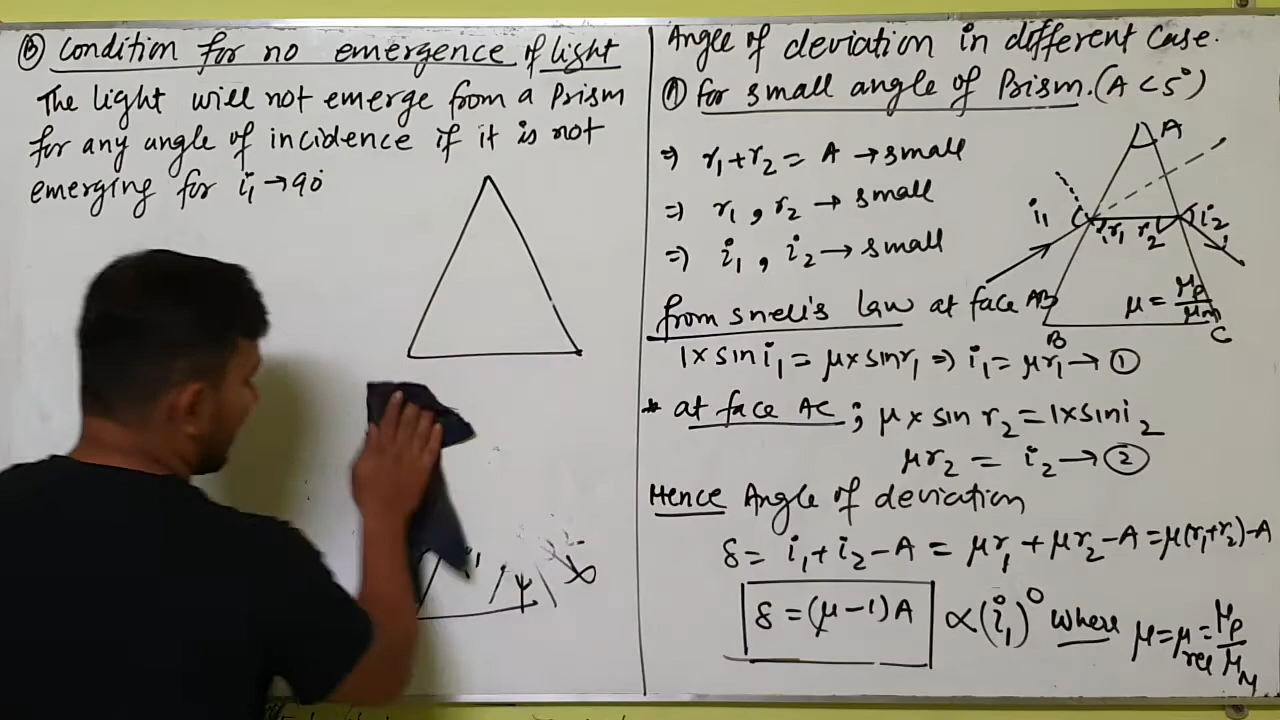 Ⓑ Condition for no emergence of light
The light will not emerge from a Prism
for any angle of incidence if it is not
emerging for i₁→90°
Angle of deviation in different Case.
Ⓐ for small angle of Prism. (A<5°)
⇒ r₁+r₂ = A → small
⇒ r₁, r₂ → small
⇒ i₁, i₂ → small
A
i₁
r₁ r₂
i₂
μ = μp/μm
B
C
from snell's law at face AB
1×sin i₁ = μ×sin r₁ ⇒ i₁ = μr₁ → ①
* at face AC; μ×sin r₂ = 1×sin i₂
μr₂ = i₂ → ②
Hence Angle of deviation
δ = i₁+i₂-A = μr₁+μr₂-A = μ(r₁+r₂)-A
δ = (μ-1)A ∝ (i₁)⁰ where μ = μrel = μp/μM